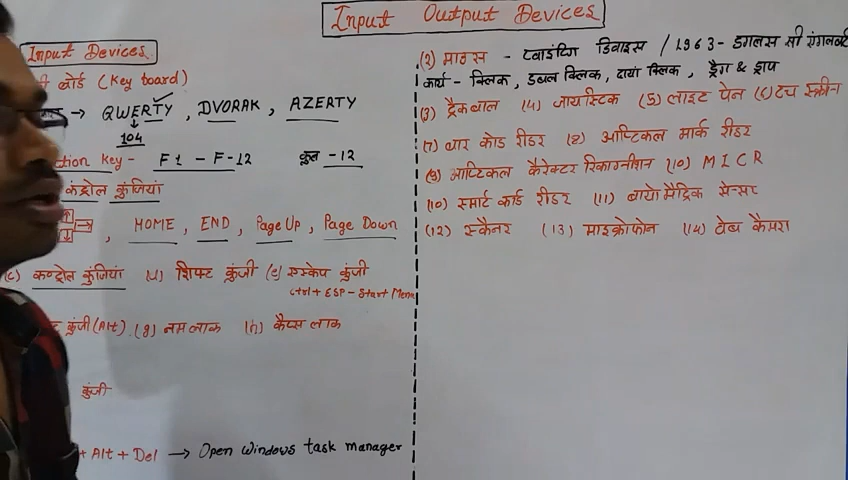 Input Output Devices
Input Devices
की बोर्ड (Key board)
→ QWERTY, DVORAK, AZERTY
104
ction Key - F1 - F-12 कुल -12
कंट्रोल कुंजियां
, HOME, END, Page Up, Page Down
(c) कण्ट्रोल कुंजियां (d) शिफ्ट कुंजी (e) एस्केप कुंजी
Ctrl + ESP - Start Menu
कुंजी (Alt) (g) नम लाक (h) कैप्स लाक
कुंजी
+ Alt + Del → Open Windows task manager
(2) माउस - प्वाइंटिंग डिवाइस / 1963- डगलस सी एंगलबर्ट
कार्य - क्लिक, डबल क्लिक, दायां क्लिक, ड्रैग & ड्राप
(3) ट्रैकबाल (4) जायस्टिक (5) लाइट पेन (6) टच स्क्रीन
(7) बार कोड रीडर (8) आप्टिकल मार्क रीडर
(9) आप्टिकल कैरेक्टर रिकाग्नीशन (10) MICR
(10) स्मार्ट कार्ड रीडर (11) बायोमैट्रिक सेन्सर
(12) स्कैनर (13) माइक्रोफोन (14) वेब कैमरा